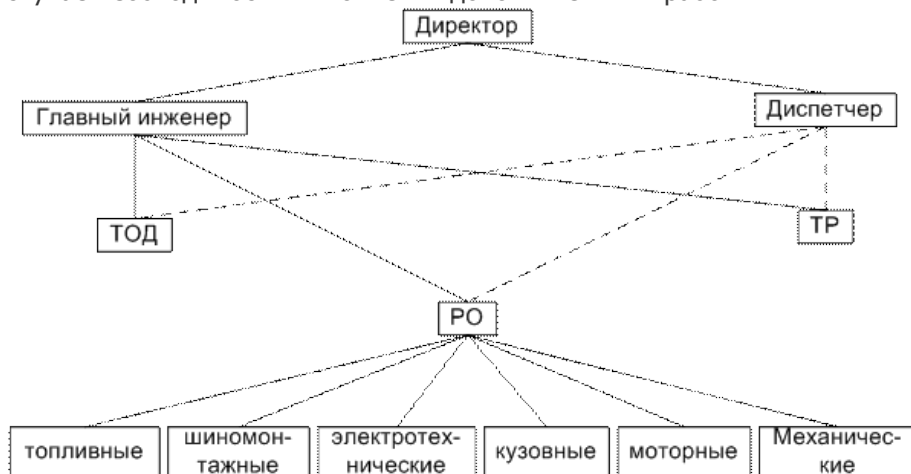 Директор
Главный инженер
Диспетчер
ТОД
ТР
РО
топливные
шиномон-
тажные
электротех-
нические
кузовные
моторные
Механичес-
кие